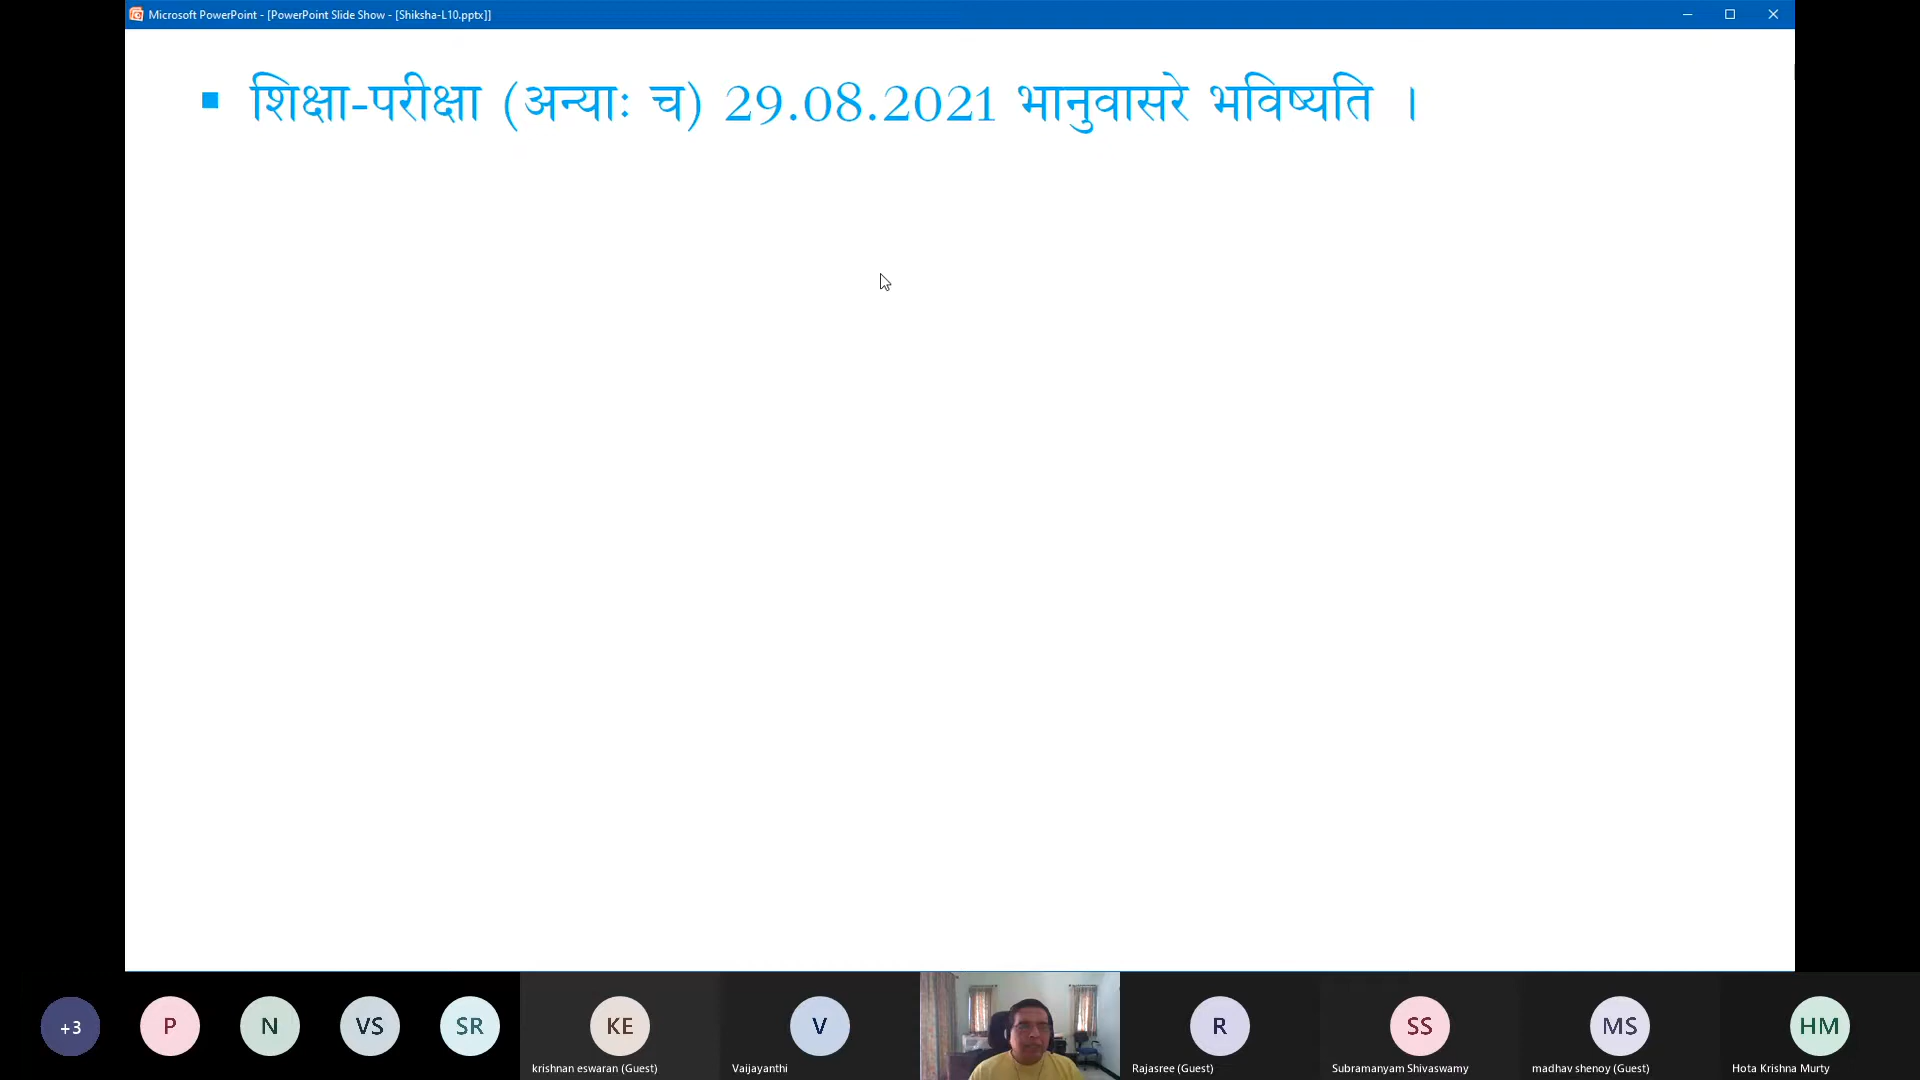 Microsoft PowerPoint - [PowerPoint Slide Show - [Shiksha-L10.pptx]]
शिक्षा-परीक्षा (अन्याः च) 29.08.2021 भानुवासरे भविष्यति ।
+3
P
N
VS
SR
KE
V
R
SS
MS
HM
krishnan eswaran (Guest)
Vaijayanthi
Rajasree (Guest)
Subramanyam Shivaswamy
madhav shenoy (Guest)
Hota Krishna Murty